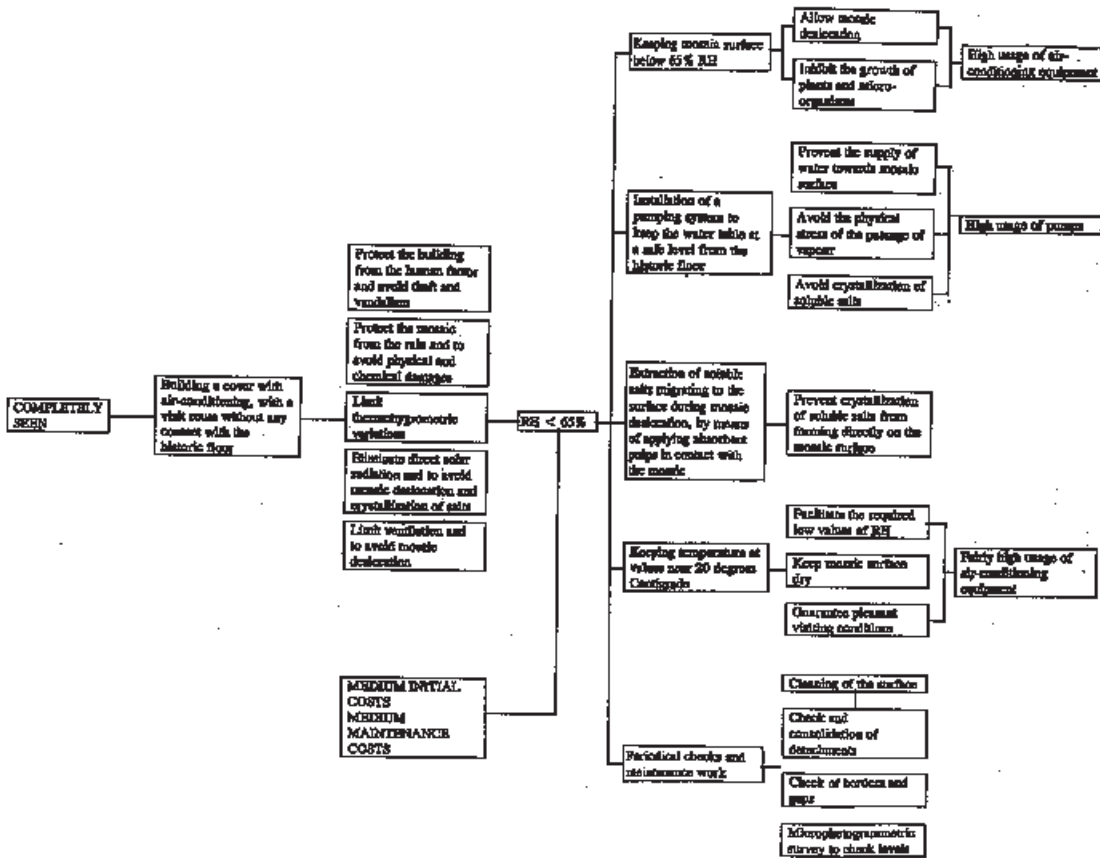 COMPLETELY
SEEN
Building a cover with
air-conditioning, with a
visit route without any
contact with the
historic floor
Protect the building
from the human factor
and avoid theft and
vandalism
Protect the mosaic
from the rain and to
avoid physical and
chemical damages
Limit
thermohygrometric
variations
Eliminate direct solar
radiation and to avoid
mosaic desiccation and
crystallization of salts
Limit ventilation and
to avoid mosaic
desiccation
MEDIUM INITIAL
COSTS
MEDIUM
MAINTENANCE
COSTS
RH < 65%
Keeping mosaic surface
below 65% RH
Allow mosaic
desiccation
Inhibit the growth of
plants and micro-
organisms
High usage of air-
conditioning equipment
Installation of a
pumping system to
keep the water table at
a safe level from the
historic floor
Prevent the supply of
water towards mosaic
surface
Avoid the physical
stress of the passage of
vapour
Avoid crystallization of
soluble salts
High usage of pumps
Extraction of soluble
salts migrating to the
surface during mosaic
desiccation, by means
of applying absorbent
pulps in contact with
the mosaic
Prevent crystallization
of soluble salts from
forming directly on the
mosaic surface
Keeping temperature at
values near 20 degrees
Centigrade
Facilitate the required
low values of RH
Keep mosaic surface
dry
Guarantee pleasant
visiting conditions
Fairly high usage of
air-conditioning
equipment
Periodical checks and
maintenance work
Cleaning of the surface
Check and
consolidation of
detachments
Check of borders and
gaps
Microphotogrammetric
survey to check levels